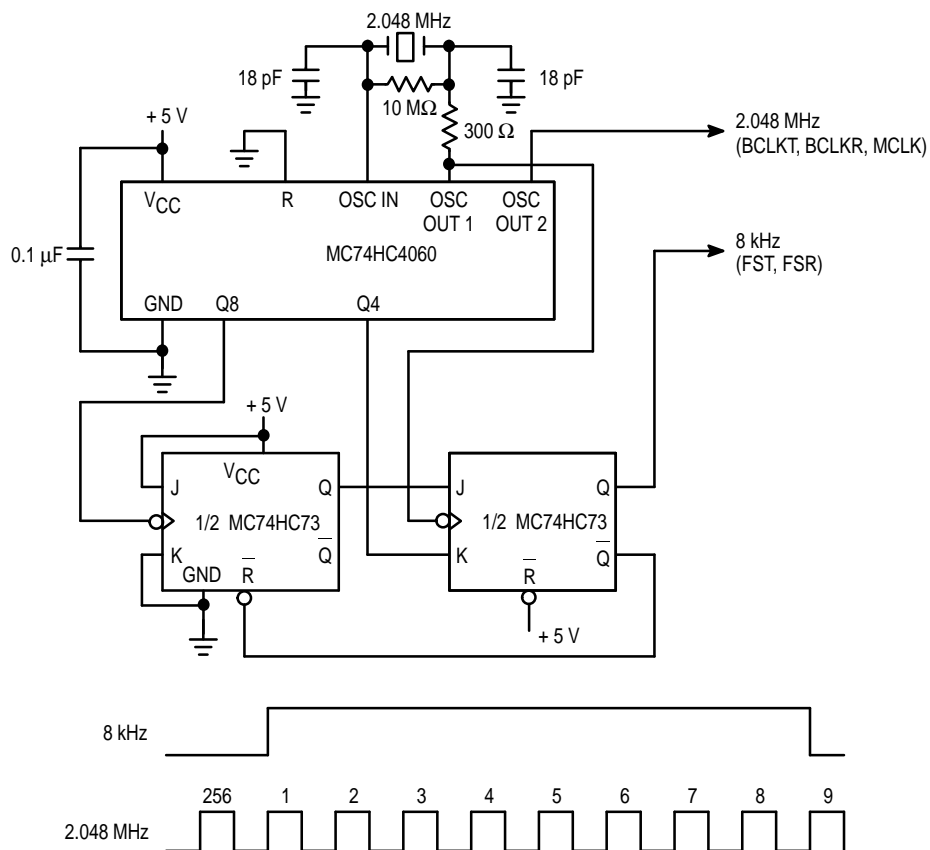 2.048 MHz
18 pF
18 pF
10 MΩ
300 Ω
+ 5 V
2.048 MHz
(BCLKT, BCLKR, MCLK)
VCC
R
OSC IN
OSC
OUT 1
OSC
OUT 2
MC74HC4060
0.1 µF
8 kHz
(FST, FSR)
GND
Q8
Q4
+ 5 V
VCC
J
Q
1/2 MC74HC73
K
Q̅
GND
R̅
J
Q
1/2 MC74HC73
K
Q̅
R̅
+ 5 V
8 kHz
256 1 2 3 4 5 6 7 8 9
2.048 MHz